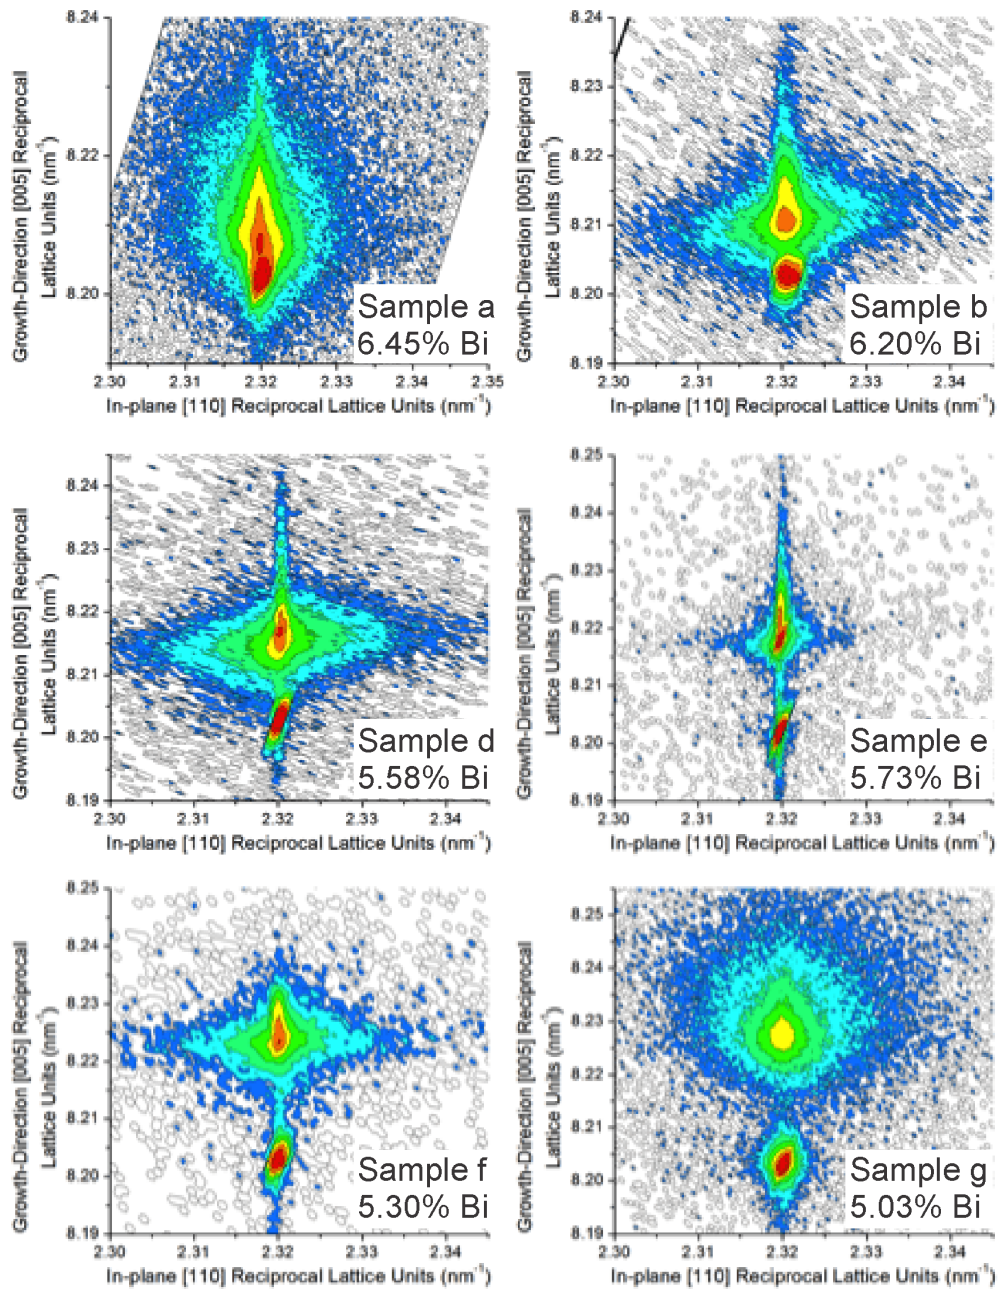 Growth-Direction [005] Reciprocal
Lattice Units (nm⁻¹)
8.24
8.22
8.20
Sample a
6.45% Bi
2.30
2.31
2.32
2.33
2.34
2.35
In-plane [110] Reciprocal Lattice Units (nm⁻¹)
Growth-Direction [005] Reciprocal
Lattice Units (nm⁻¹)
8.24
8.23
8.22
8.21
8.20
8.19
Sample b
6.20% Bi
2.30
2.31
2.32
2.33
2.34
In-plane [110] Reciprocal Lattice Units (nm⁻¹)
Growth-Direction [005] Reciprocal
Lattice Units (nm⁻¹)
8.24
8.23
8.22
8.21
8.20
8.19
Sample d
5.58% Bi
2.30
2.31
2.32
2.33
2.34
In-plane [110] Reciprocal Lattice Units (nm⁻¹)
Growth-Direction [005] Reciprocal
Lattice Units (nm⁻¹)
8.25
8.24
8.23
8.22
8.21
8.20
8.19
Sample e
5.73% Bi
2.30
2.31
2.32
2.33
2.34
In-plane [110] Reciprocal Lattice Units (nm⁻¹)
Growth-Direction [005] Reciprocal
Lattice Units (nm⁻¹)
8.25
8.24
8.23
8.22
8.21
8.20
8.19
Sample f
5.30% Bi
2.30
2.31
2.32
2.33
2.34
In-plane [110] Reciprocal Lattice Units (nm⁻¹)
Growth-Direction [005] Reciprocal
Lattice Units (nm⁻¹)
8.25
8.24
8.23
8.22
8.21
8.20
8.19
Sample g
5.03% Bi
2.30
2.31
2.32
2.33
2.34
In-plane [110] Reciprocal Lattice Units (nm⁻¹)